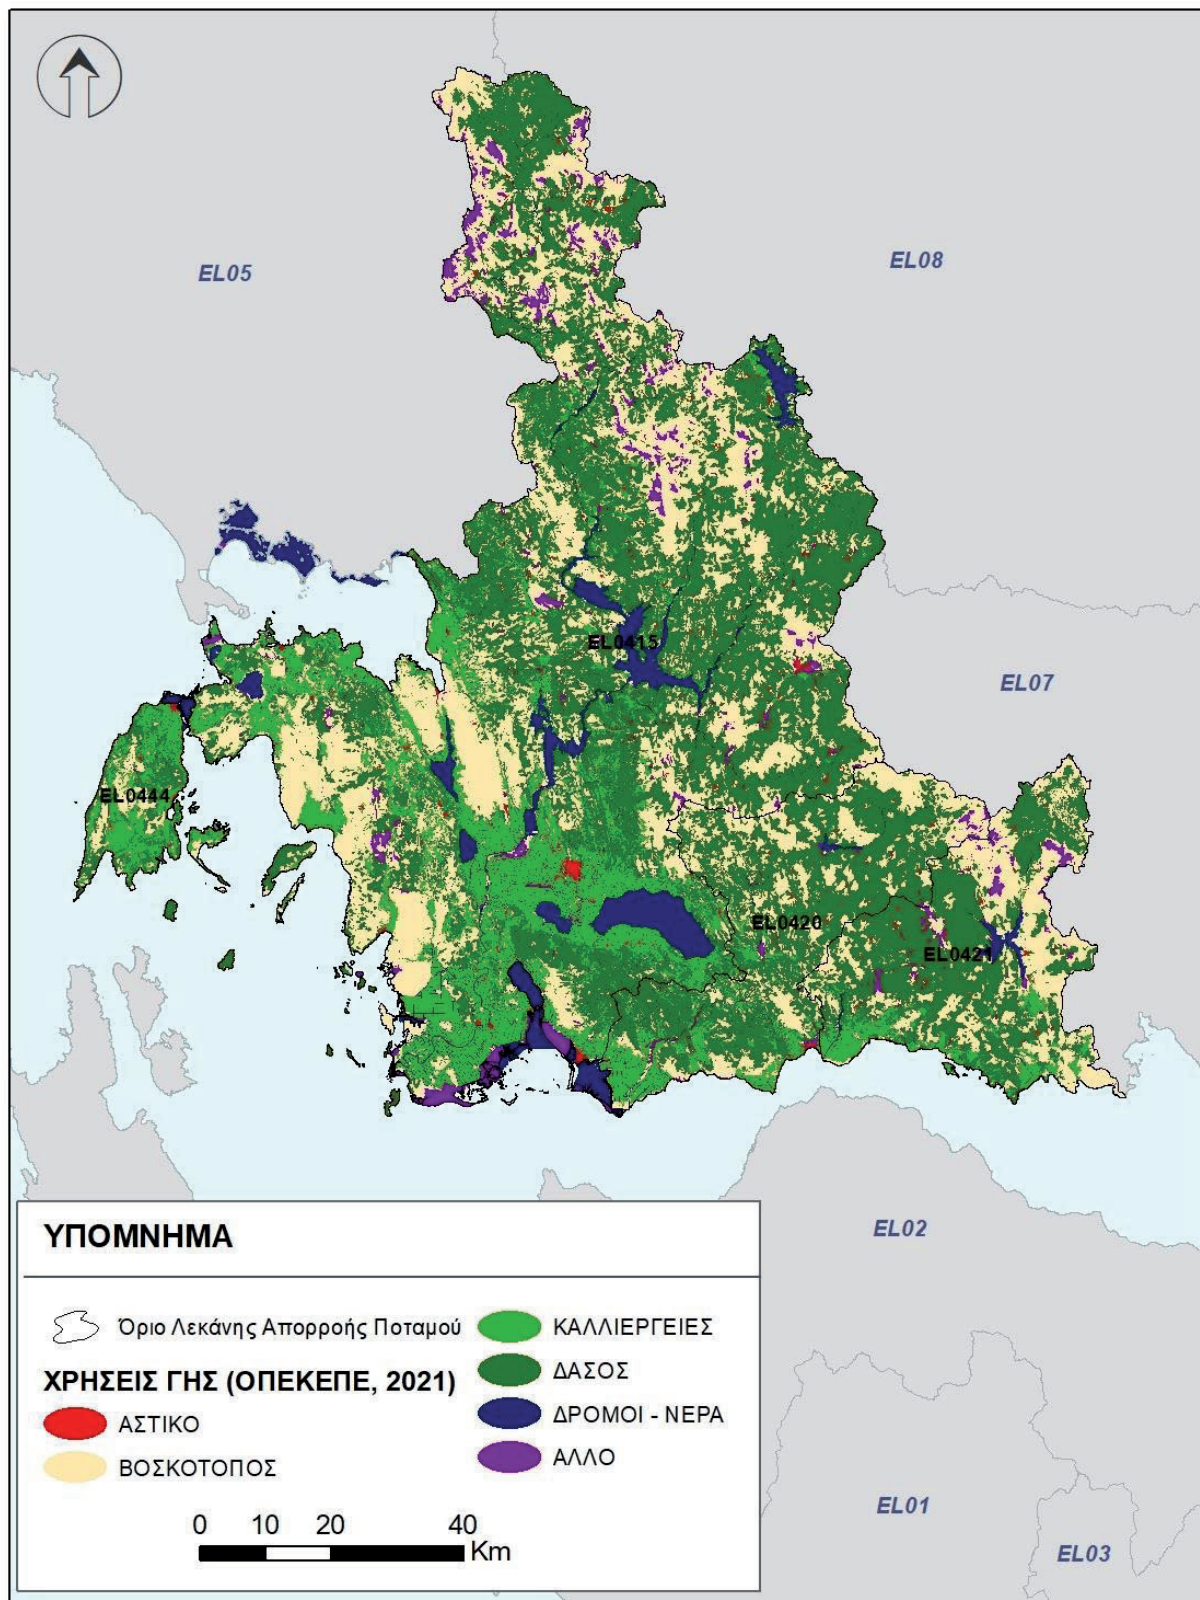 EL05
EL08
EL0415
EL07
EL0444
EL0420
EL0421
EL02
ΥΠΟΜΝΗΜΑ
Όριο Λεκάνης Απορροής Ποταμού
ΧΡΗΣΕΙΣ ΓΗΣ (ΟΠΕΚΕΠΕ, 2021)
ΑΣΤΙΚΟ
ΒΟΣΚΟΤΟΠΟΣ
ΚΑΛΛΙΕΡΓΕΙΕΣ
ΔΑΣΟΣ
ΔΡΟΜΟΙ - ΝΕΡΑ
ΑΛΛΟ
0 10 20 40 Km
EL01
EL03